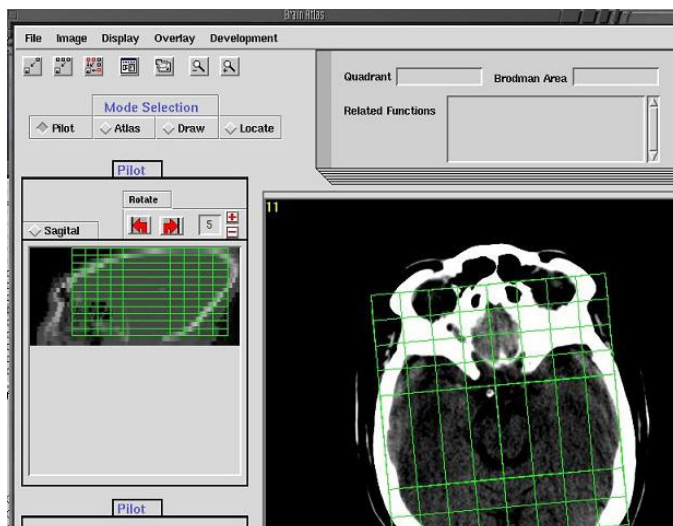 Brain Atlas
File Image Display Overlay Development
Quadrant Brodman Area
Related Functions
Mode Selection
Pilot Atlas Draw Locate
Pilot
Rotate
Sagital
5
11
Pilot